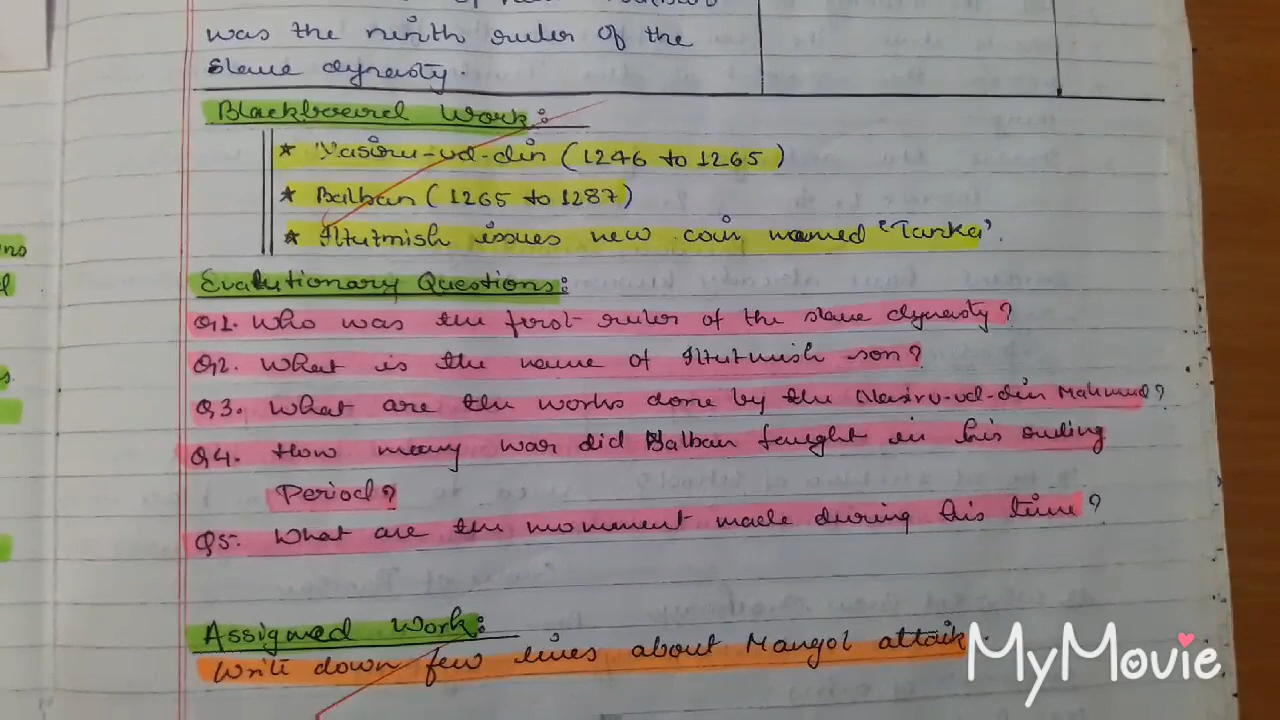 was the ninth ruler of the
Slave dynasty.
Blackboard Work:
* Nasiru-ud-din (1246 to 1265)
* Balban (1265 to 1287)
* Iltutmish issues new coin named 'Tanka'.
Evalutionary Questions:
Q1. Who was the first ruler of the slave dynasty?
Q2. What is the name of Iltutmish son?
Q3. What are the works done by the Nasiru-ud-din Mahmud?
Q4. How many war did Balban faught in his ruling
Period?
Q5. What are the monument made during his time?
Assigned Work:
Write down few lines about Mangol attack.
MyMovie